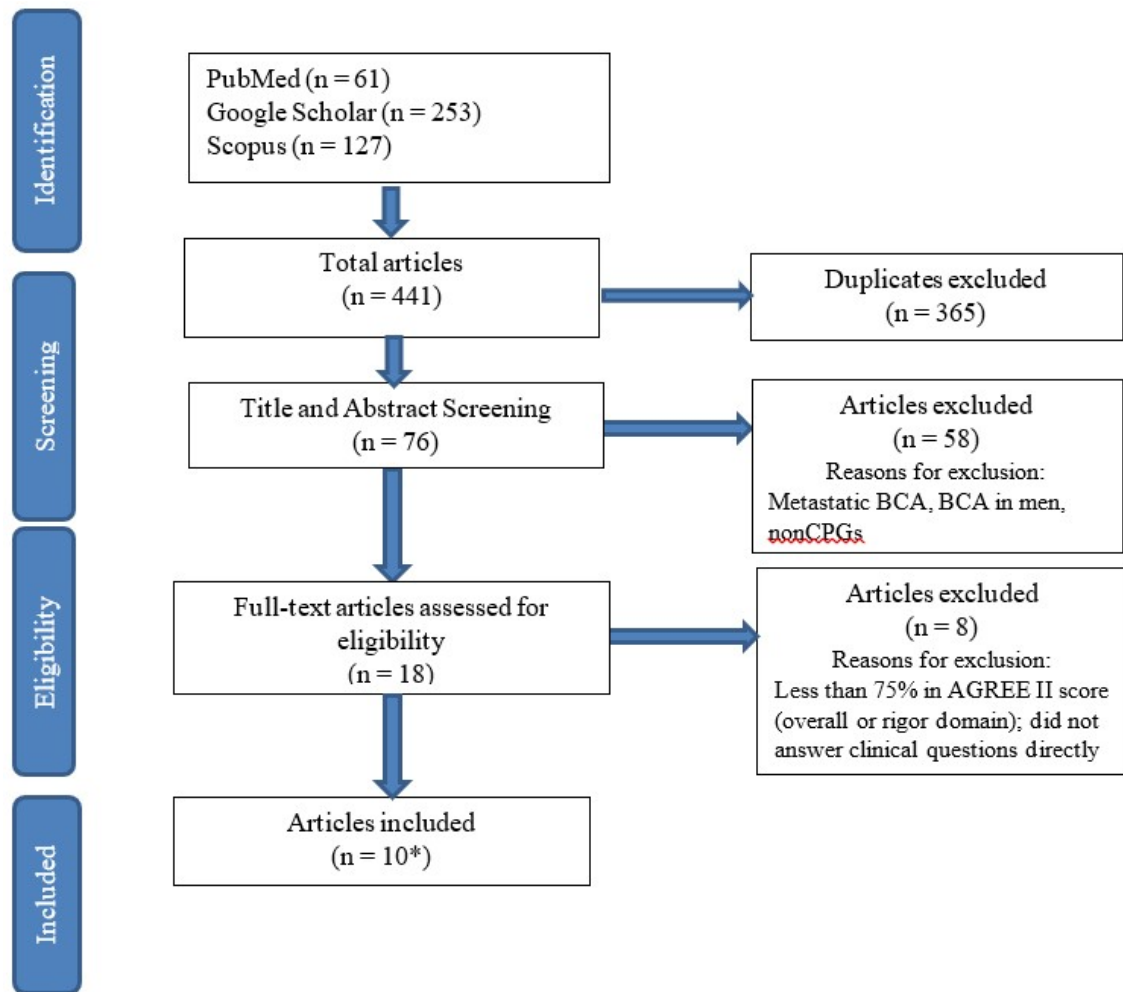 Identification
PubMed (n = 61)
Google Scholar (n = 253)
Scopus (n = 127)
Total articles
(n = 441)
Duplicates excluded
(n = 365)
Screening
Title and Abstract Screening
(n = 76)
Articles excluded
(n = 58)
Reasons for exclusion:
Metastatic BCA, BCA in men,
nonCPGs
Eligibility
Full-text articles assessed for
eligibility
(n = 18)
Articles excluded
(n = 8)
Reasons for exclusion:
Less than 75% in AGREE II score
(overall or rigor domain); did not
answer clinical questions directly
Included
Articles included
(n = 10*)